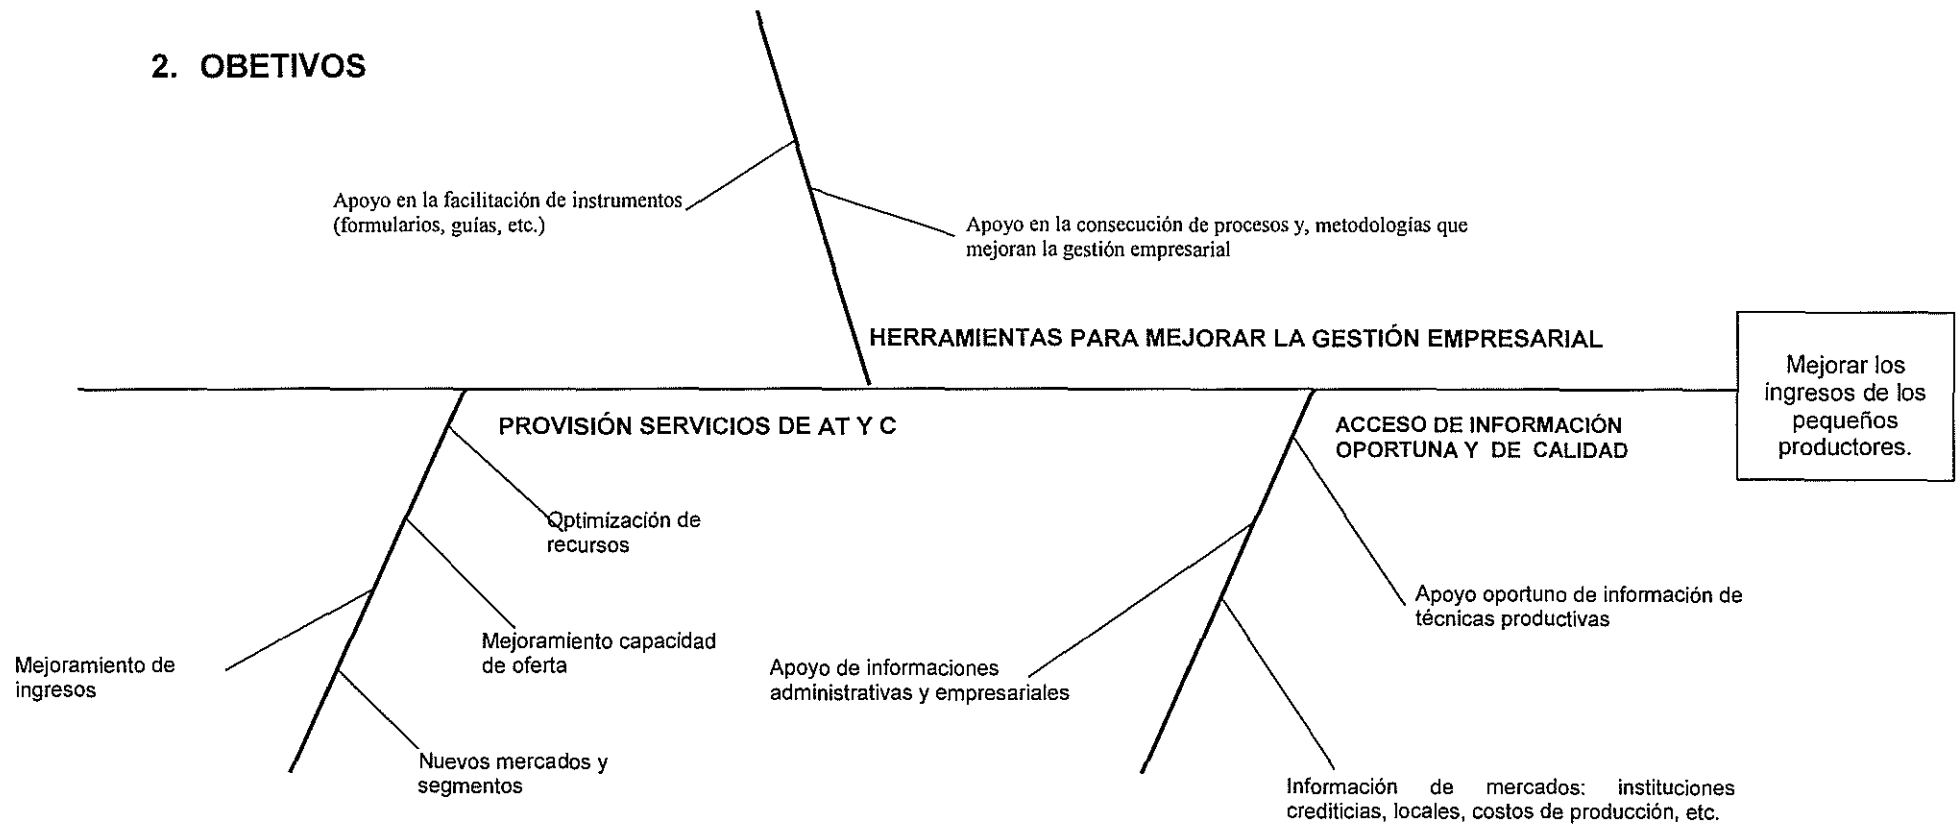 2. OBETIVOS
Apoyo en la facilitación de instrumentos
(formularios, guías, etc.)
Apoyo en la consecución de procesos y, metodologías que
mejoran la gestión empresarial
HERRAMIENTAS PARA MEJORAR LA GESTIÓN EMPRESARIAL
Mejorar los
ingresos de los
pequeños
productores.
PROVISIÓN SERVICIOS DE AT Y C
ACCESO DE INFORMACIÓN
OPORTUNA Y DE CALIDAD
Optimización de
recursos
Mejoramiento capacidad
de oferta
Mejoramiento de
ingresos
Nuevos mercados y
segmentos
Apoyo oportuno de información de
técnicas productivas
Apoyo de informaciones
administrativas y empresariales
Información de mercados: instituciones
crediticias, locales, costos de producción, etc.